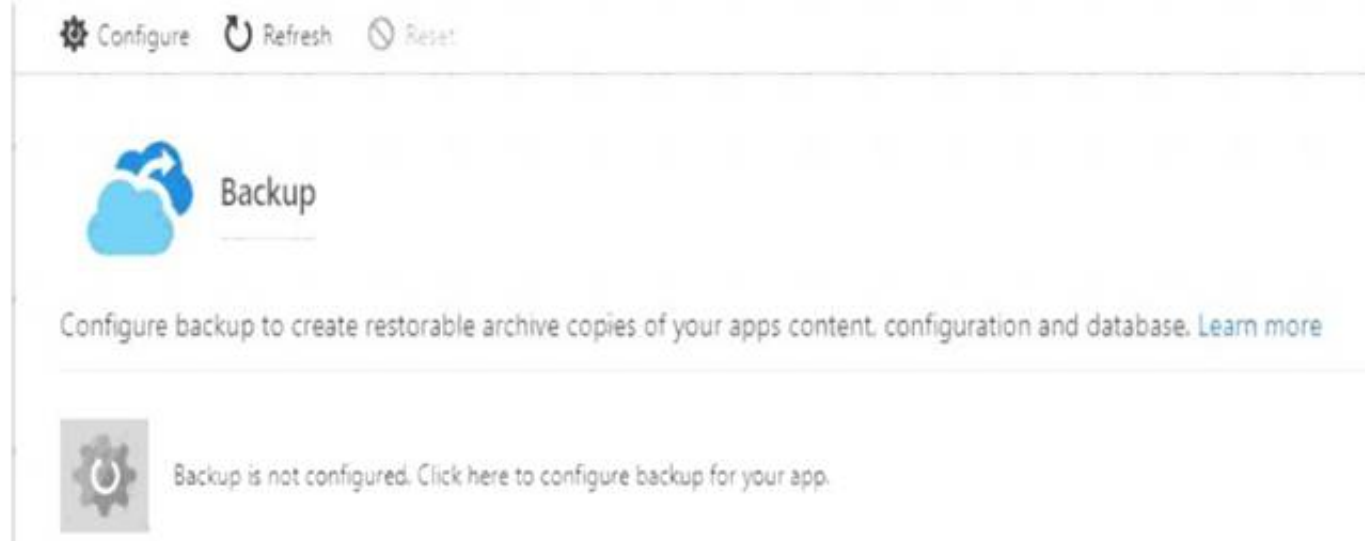 Configure Refresh Reset
Backup
Configure backup to create restorable archive copies of your apps content. configuration and database. Learn more
Backup is not configured. Click here to configure backup for your app.